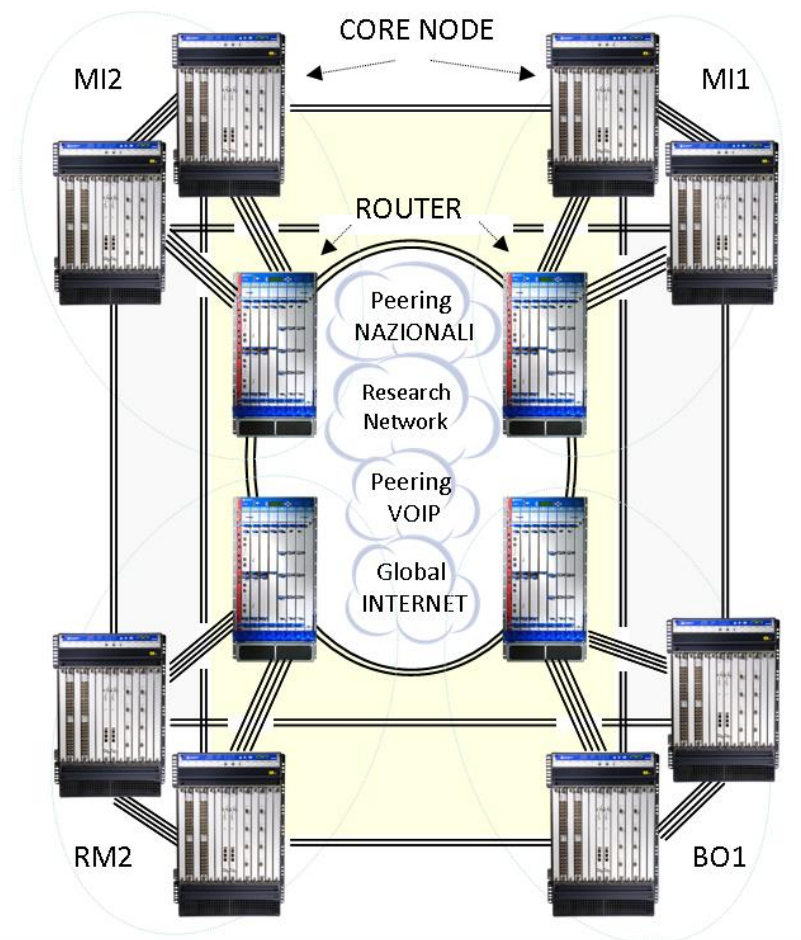 CORE NODE
MI2
MI1
ROUTER
Peering
NAZIONALI
Research
Network
Peering
VOIP
Global
INTERNET
RM2
BO1